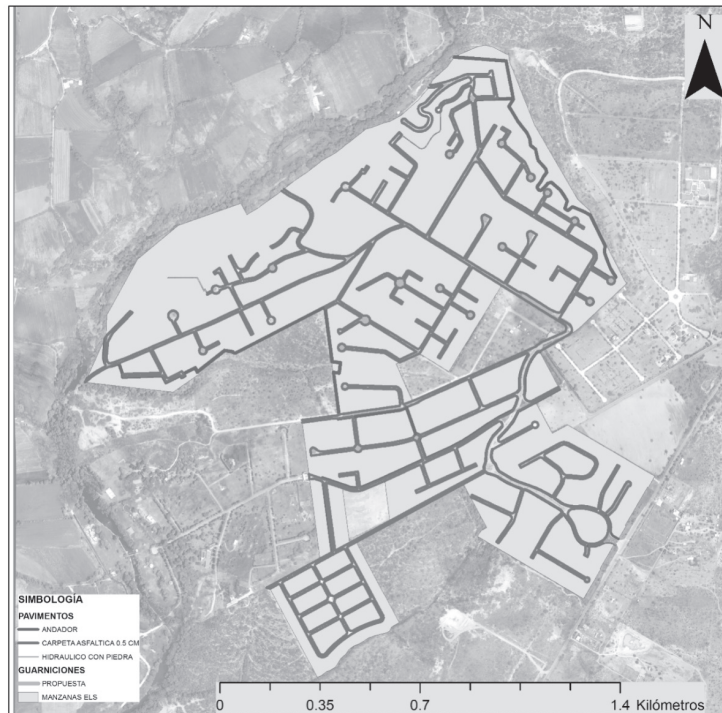 N
SIMBOLOGÍA
PAVIMENTOS
ANDADOR
CARPETA ASFALTICA 0.5 CM
HIDRAULICO CON PIEDRA
GUARNICIONES
PROPUESTA
MANZANAS ELS
0 0.35 0.7 1.4 Kilómetros